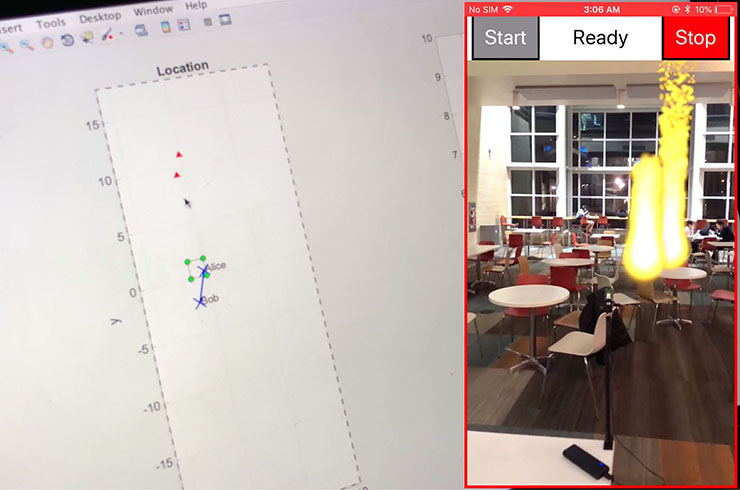 sert Tools Desktop Window Help
Location
15
10
5
0
-5
-10
-15
y
Alice
Bob
10
9
8
7
No SIM 3:06 AM 10%
Start Ready Stop